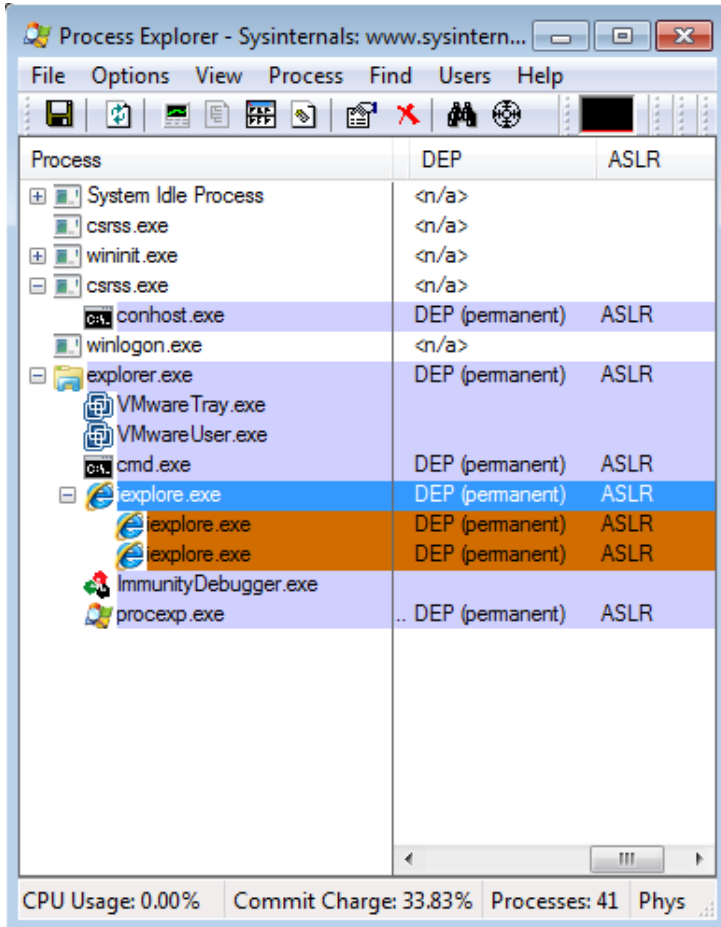 Process Explorer - Sysinternals: www.sysintern...
File Options View Process Find Users Help
Process DEP ASLR
System Idle Process <n/a>
csrss.exe <n/a>
wininit.exe <n/a>
csrss.exe <n/a>
conhost.exe DEP (permanent) ASLR
winlogon.exe <n/a>
explorer.exe DEP (permanent) ASLR
VMwareTray.exe
VMwareUser.exe
cmd.exe DEP (permanent) ASLR
iexplore.exe DEP (permanent) ASLR
iexplore.exe DEP (permanent) ASLR
iexplore.exe DEP (permanent) ASLR
ImmunityDebugger.exe
procexp.exe .. DEP (permanent) ASLR
CPU Usage: 0.00% Commit Charge: 33.83% Processes: 41 Phys